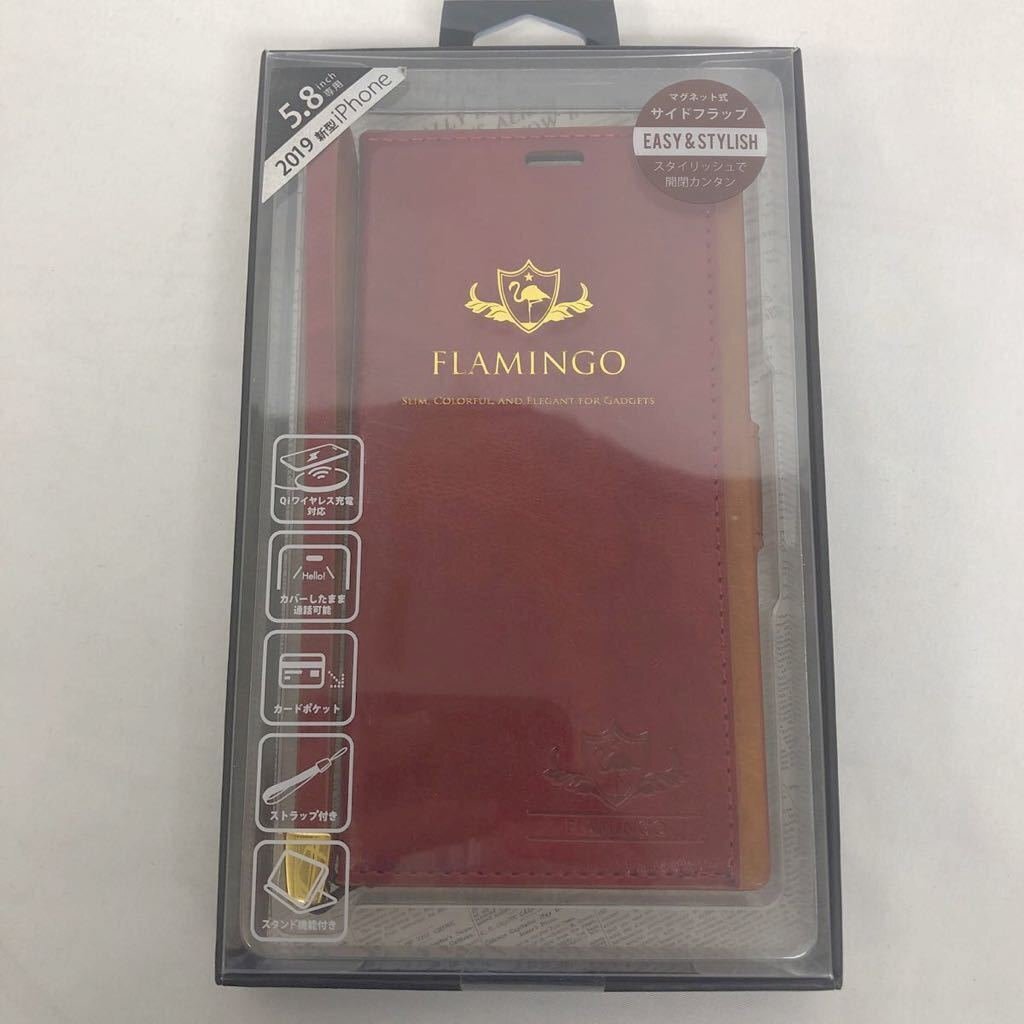 5.8inch専用
2019 新型iPhone
マグネット式
サイドフラップ
EASY & STYLISH
スタイリッシュで
開閉カンタン
FLAMINGO
SLIM, COLORFUL, AND ELEGANT FOR GADGETS
Qiワイヤレス充電
対応
Hello!
カバーしたまま
通話可能
カードポケット
ストラップ付き
スタンド機能付き
FLAMINGO